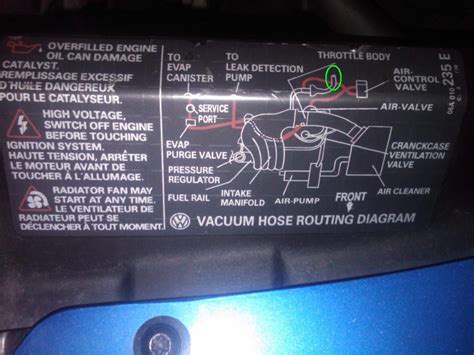 OVERFILLED ENGINE
OIL CAN DAMAGE
CATALYST.
REMPLISSAGE EXCESSIF
D'HUILE DANGEREUX
POUR LE CATALYSEUR.
HIGH VOLTAGE,
SWITCH OFF ENGINE
BEFORE TOUCHING
IGNITION SYSTEM.
HAUTE TENSION, ARRÊTER
LE MOTEUR AVANT DE
TOUCHER À L'ALLUMAGE.
RADIATOR FAN MAY
START AT ANY TIME.
LE VENTILATEUR DE
RADIATEUR PEUT SE
DÉCLENCHER À TOUT MOMENT.
TO
EVAP
CANISTER
TO
LEAK DETECTION
PUMP
THROTTLE BODY
AIR-
CONTROL
VALVE
SERVICE
PORT
AIR-VALVE
EVAP
PURGE VALVE
CRANKCASE
VENTILATION
VALVE
PRESSURE
REGULATOR
INTAKE
MANIFOLD
FUEL RAIL
AIR-PUMP
FRONT
AIR CLEANER
VW VACUUM HOSE ROUTING DIAGRAM
06A 010 235 E